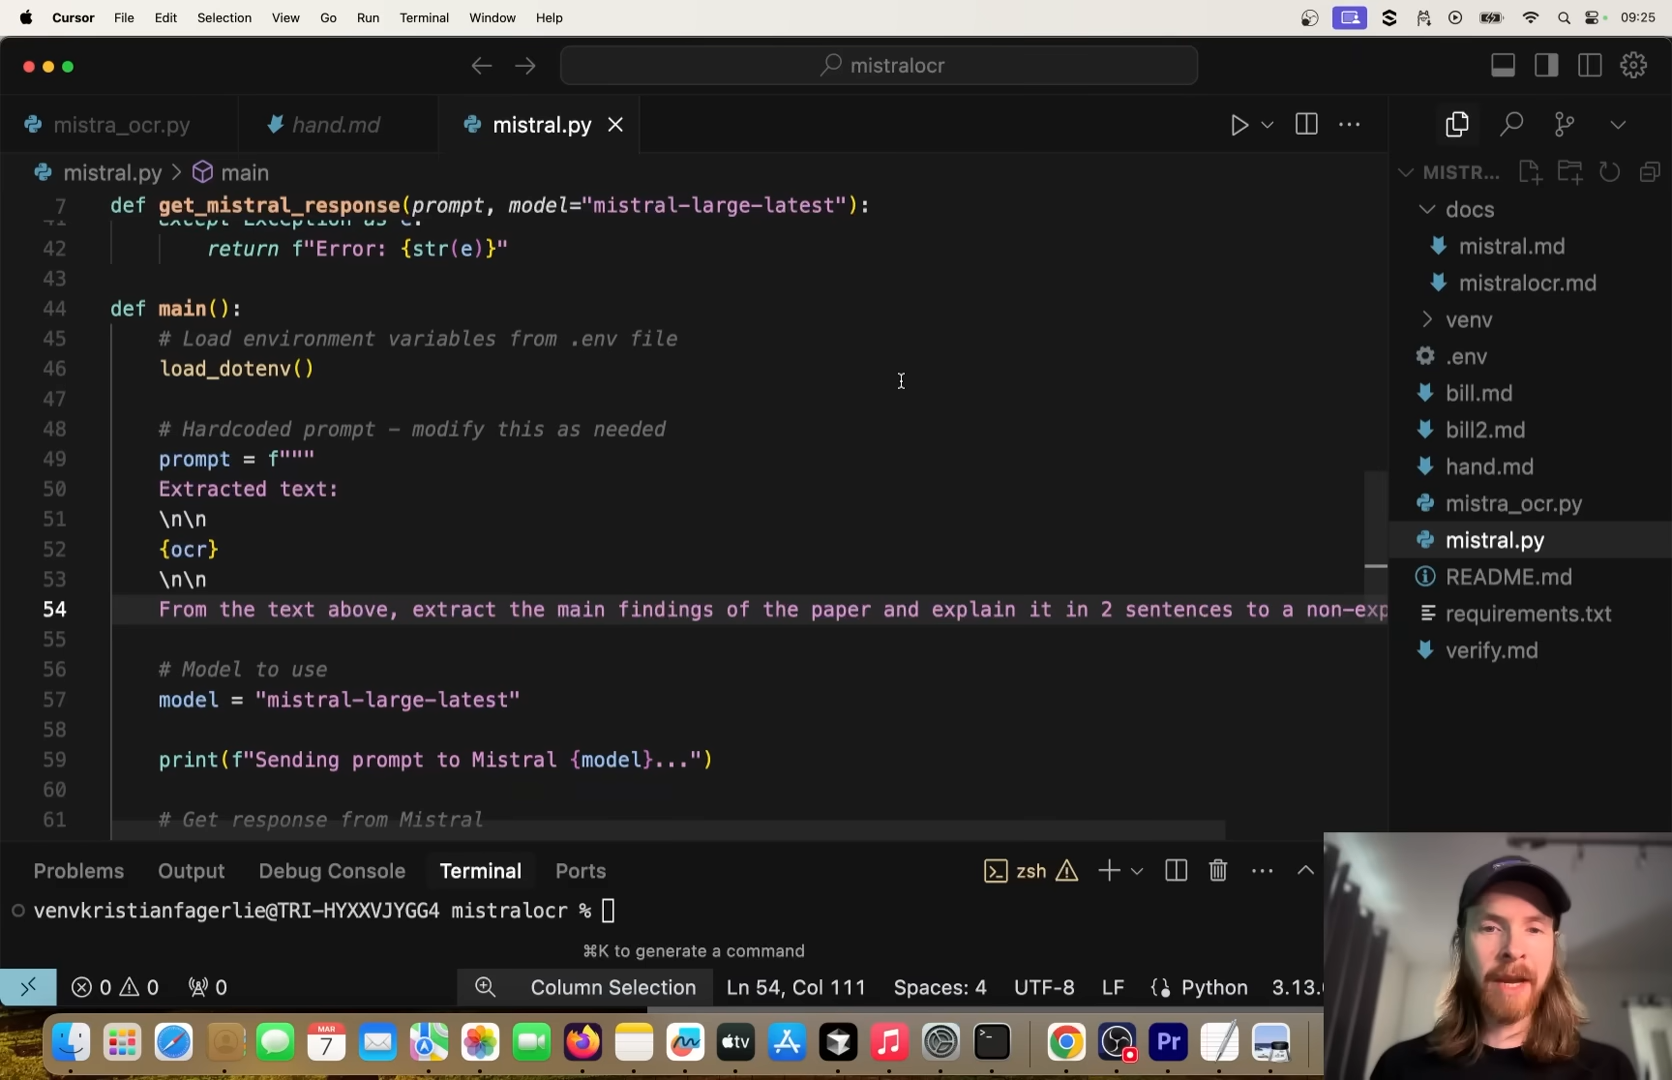 Cursor File Edit Selection View Go Run Terminal Window Help 09:25
mistralocr
mistra_ocr.py hand.md mistral.py
mistral.py > main
7 def get_mistral_response(prompt, model="mistral-large-latest"):
41 except Exception as e:
42 return f"Error: {str(e)}"
43
44 def main():
45 # Load environment variables from .env file
46 load_dotenv()
47
48 # Hardcoded prompt – modify this as needed
49 prompt = f"""
50 Extracted text:
51 \n\n
52 {ocr}
53 \n\n
54 From the text above, extract the main findings of the paper and explain it in 2 sentences to a non-exp
55
56 # Model to use
57 model = "mistral-large-latest"
58
59 print(f"Sending prompt to Mistral {model}...")
60
61 # Get response from Mistral
MISTR...
docs
mistral.md
mistralocr.md
venv
.env
bill.md
bill2.md
hand.md
mistra_ocr.py
mistral.py
README.md
requirements.txt
verify.md
Problems Output Debug Console Terminal Ports zsh
venvkristianfagerlie@TRI-HYXXVJYGG4 mistralocr %
⌘K to generate a command
0 0 0 Column Selection Ln 54, Col 111 Spaces: 4 UTF-8 LF Python 3.13.
MAR
7
tv
Pr